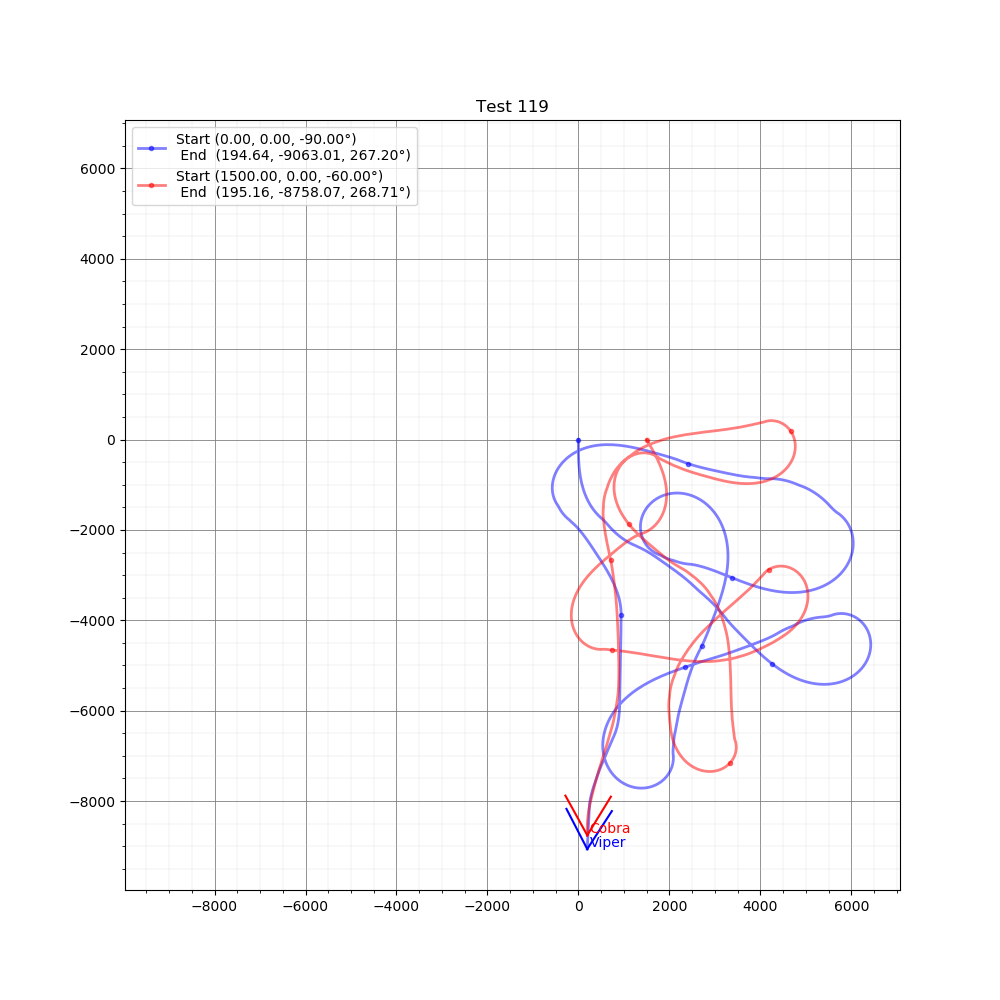 Test 119
Start (0.00, 0.00, -90.00°)
End  (194.64, -9063.01, 267.20°)
Start (1500.00, 0.00, -60.00°)
End  (195.16, -8758.07, 268.71°)
6000
4000
2000
0
−2000
−4000
−6000
−8000
Cobra
Viper
−8000 −6000 −4000 −2000 0 2000 4000 6000